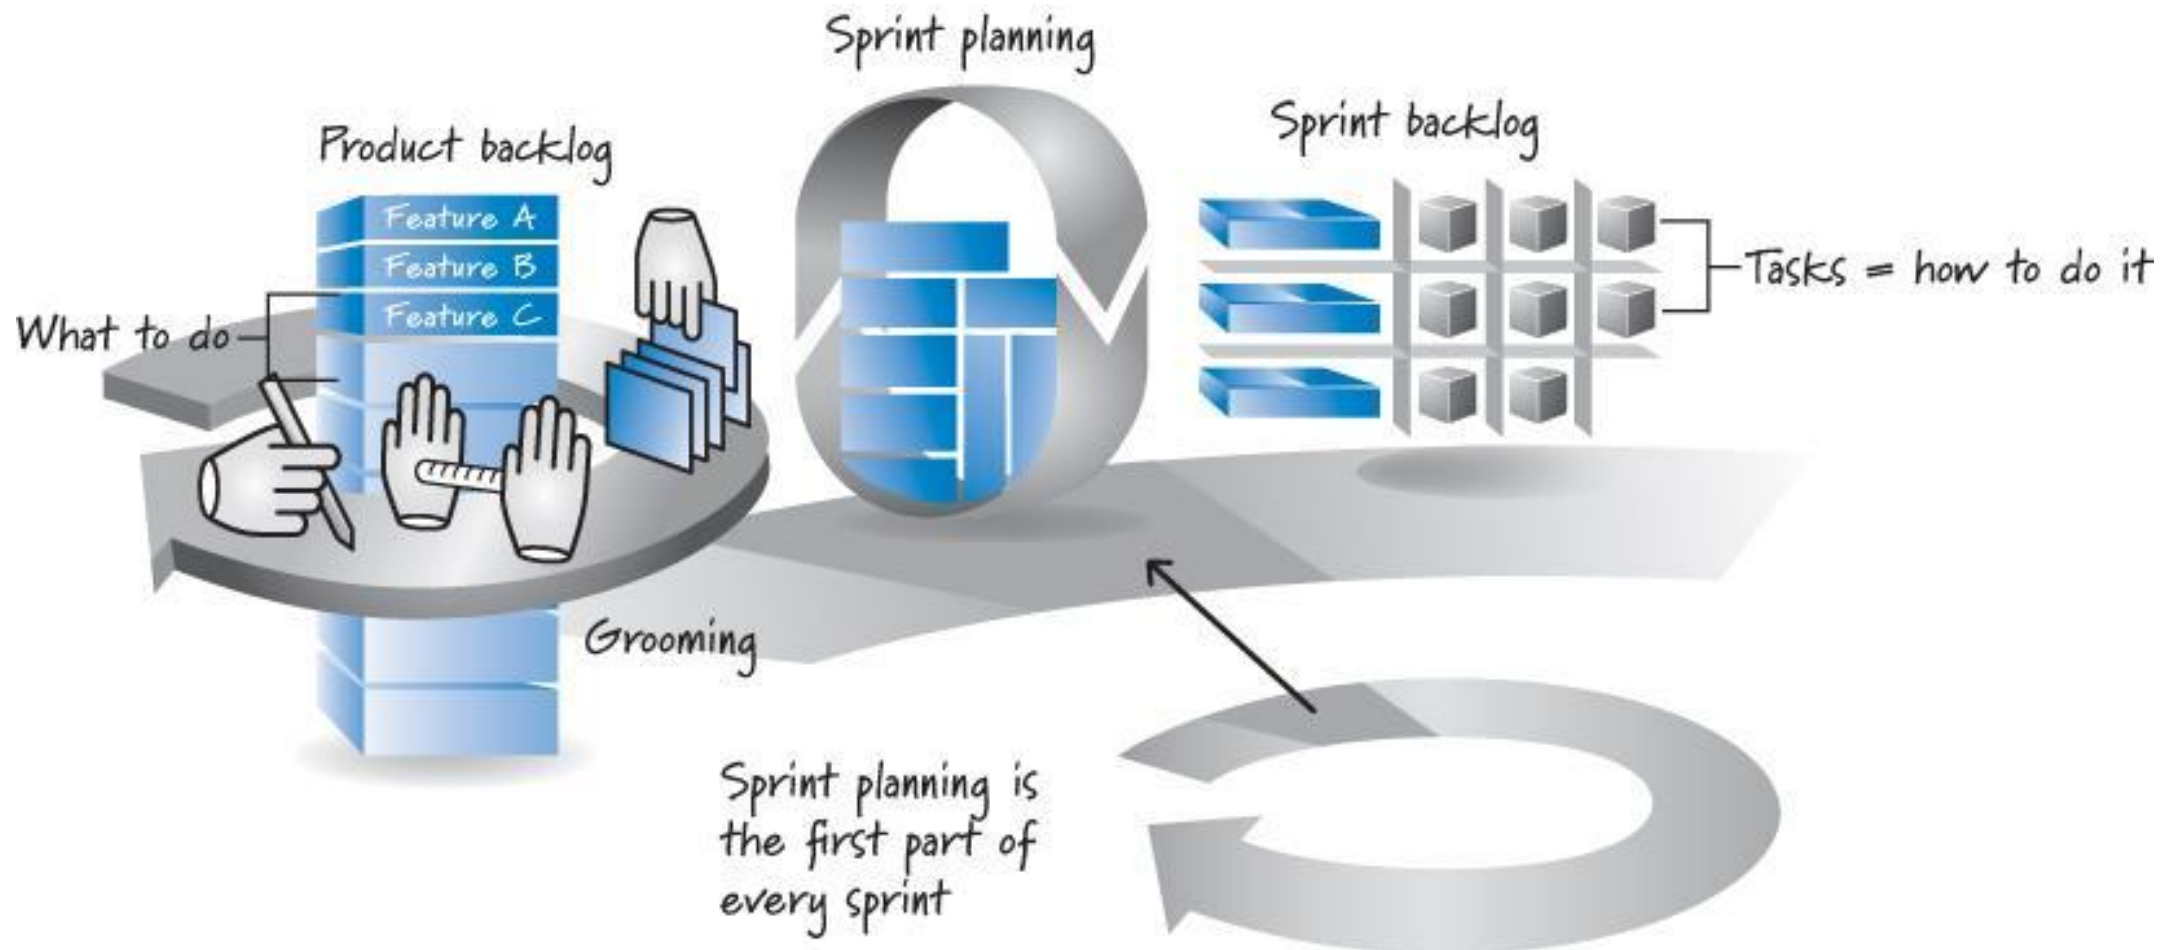 Sprint planning
Product backlog
Sprint backlog
Feature A
Feature B
Feature C
What to do
Tasks = how to do it
Grooming
Sprint planning is
the first part of
every sprint